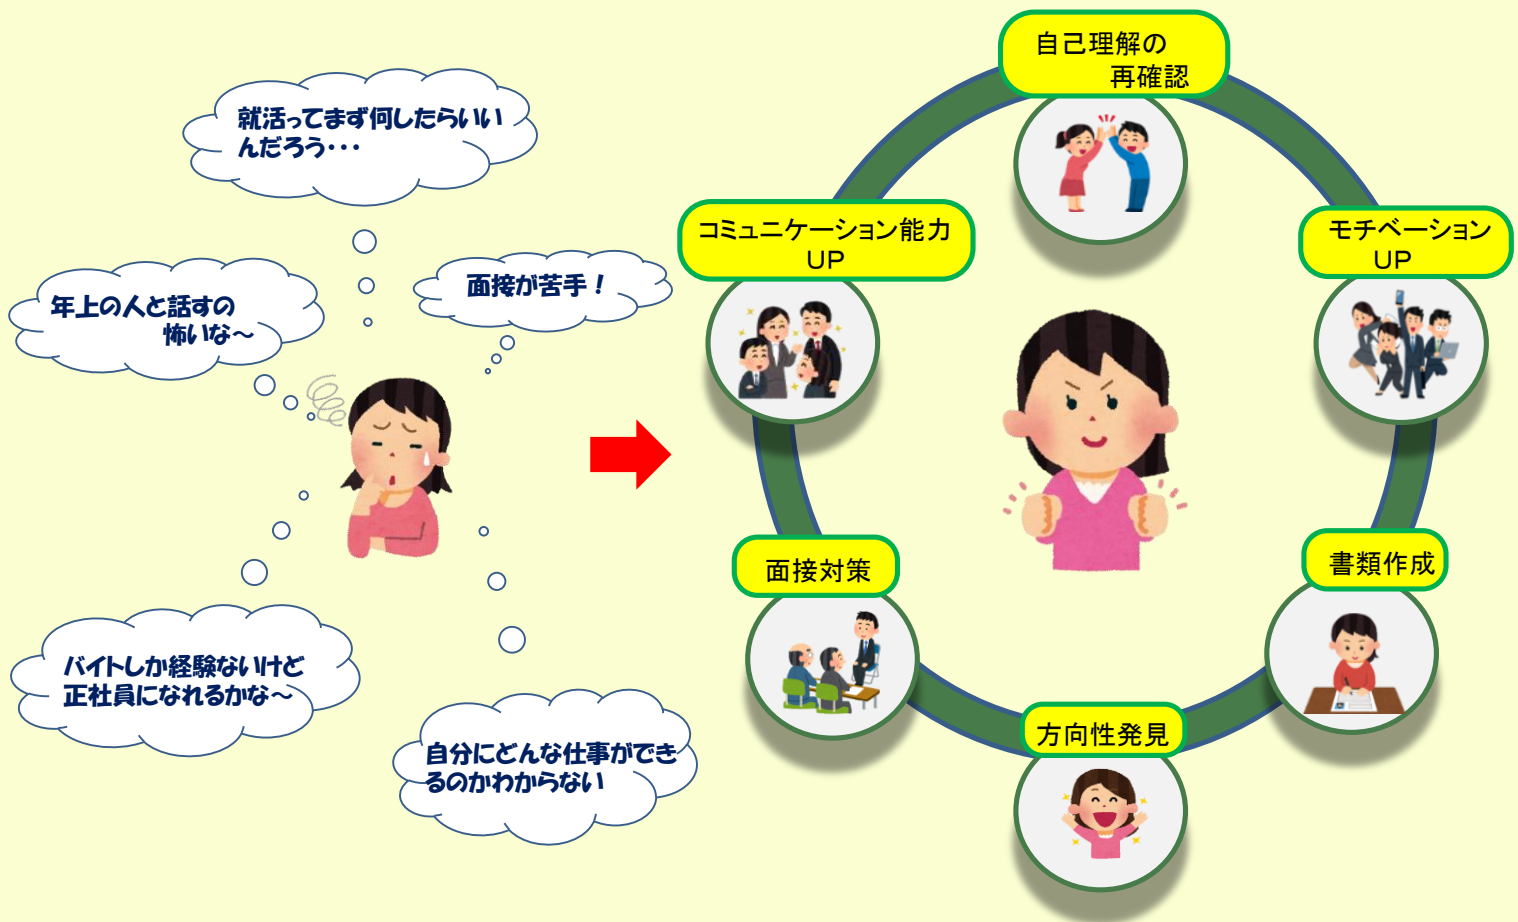 就活ってまず何したらいい
んだろう・・・
年上の人と話すの
怖いな～
面接が苦手！
バイトしか経験ないけど
正社員になれるかな～
自分にどんな仕事ができ
るのかわからない
自己理解の
再確認
コミュニケーション能力
UP
モチベーション
UP
面接対策
書類作成
方向性発見